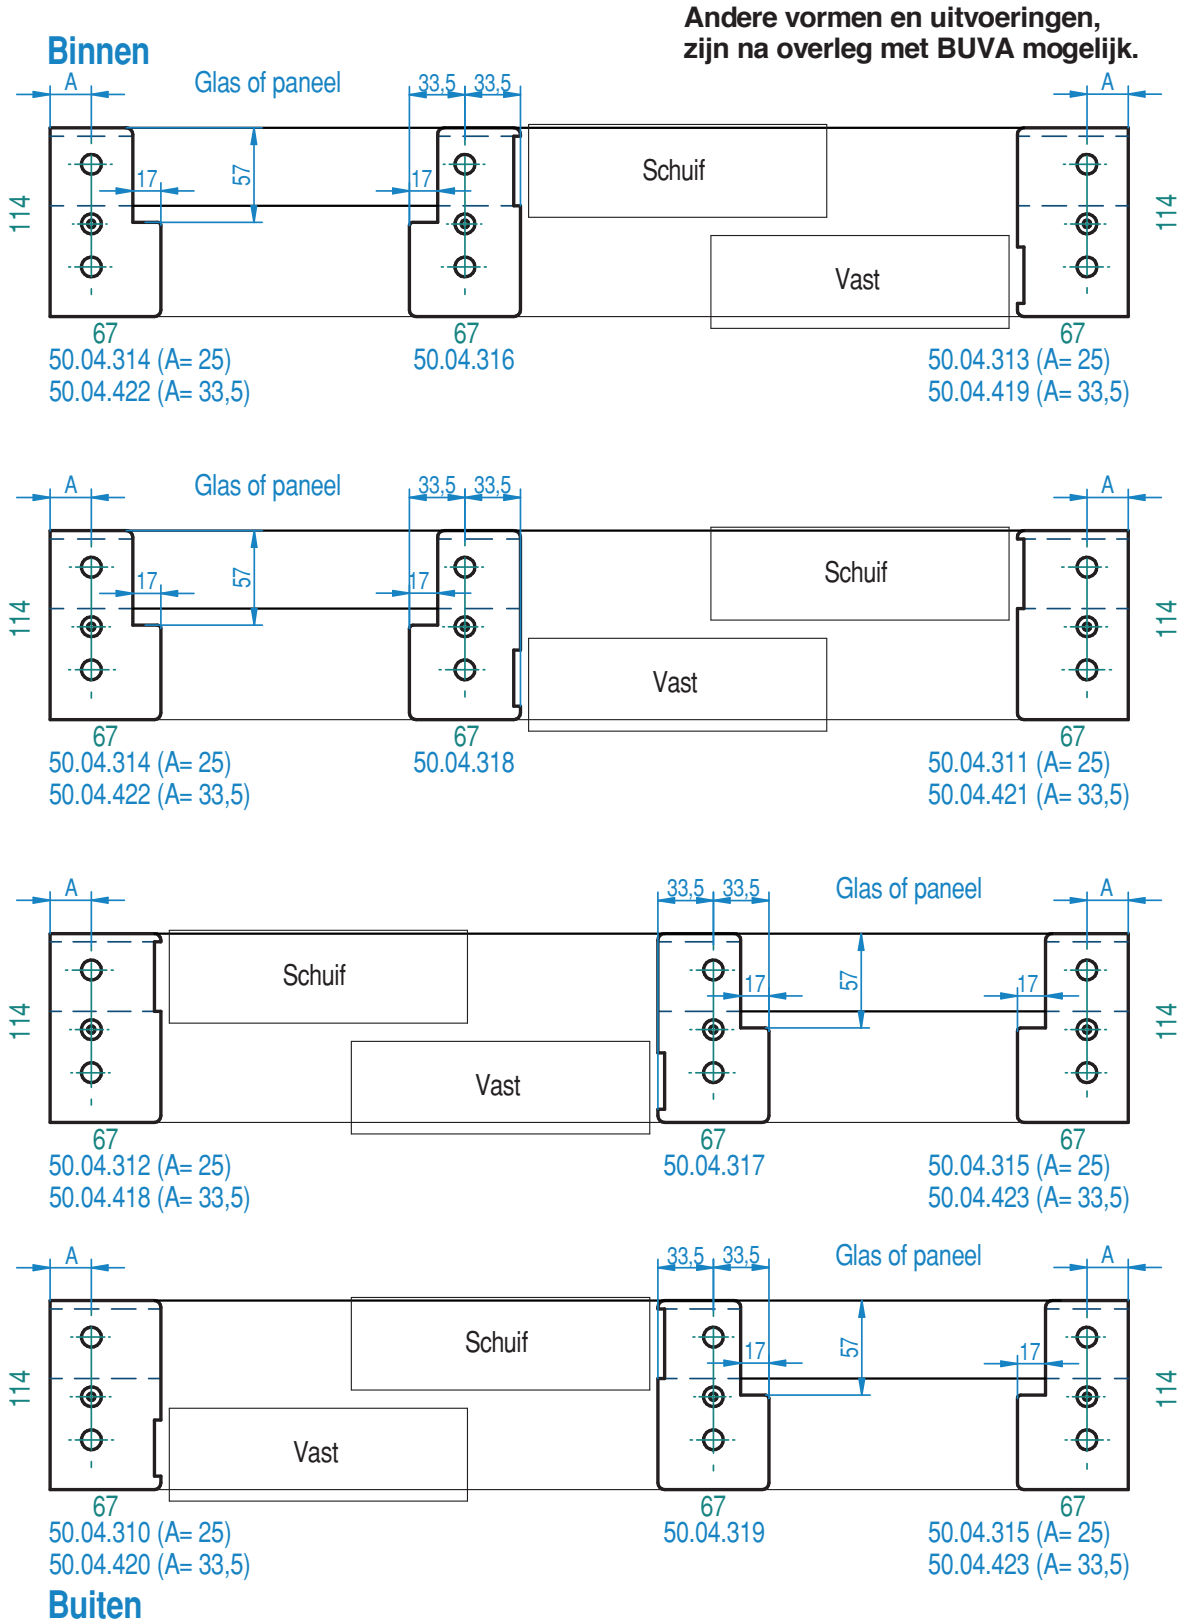 Andere vormen en uitvoeringen,
zijn na overleg met BUVA mogelijk.
Binnen
A Glas of paneel 33,5 33,5 A
17 57 17 Schuif
114 114
Vast
67 67 67
50.04.314 (A= 25) 50.04.316 50.04.313 (A= 25)
50.04.422 (A= 33,5) 50.04.419 (A= 33,5)
A Glas of paneel 33,5 33,5 A
17 57 17 Schuif
114 114
Vast
67 67 67
50.04.314 (A= 25) 50.04.318 50.04.311 (A= 25)
50.04.422 (A= 33,5) 50.04.421 (A= 33,5)
A 33,5 33,5 Glas of paneel A
Schuif 17 57 17
114 114
Vast
67 67 67
50.04.312 (A= 25) 50.04.317 50.04.315 (A= 25)
50.04.418 (A= 33,5) 50.04.423 (A= 33,5)
A 33,5 33,5 Glas of paneel A
Schuif 17 57 17
114 114
Vast
67 67 67
50.04.310 (A= 25) 50.04.319 50.04.315 (A= 25)
50.04.420 (A= 33,5) 50.04.423 (A= 33,5)
Buiten